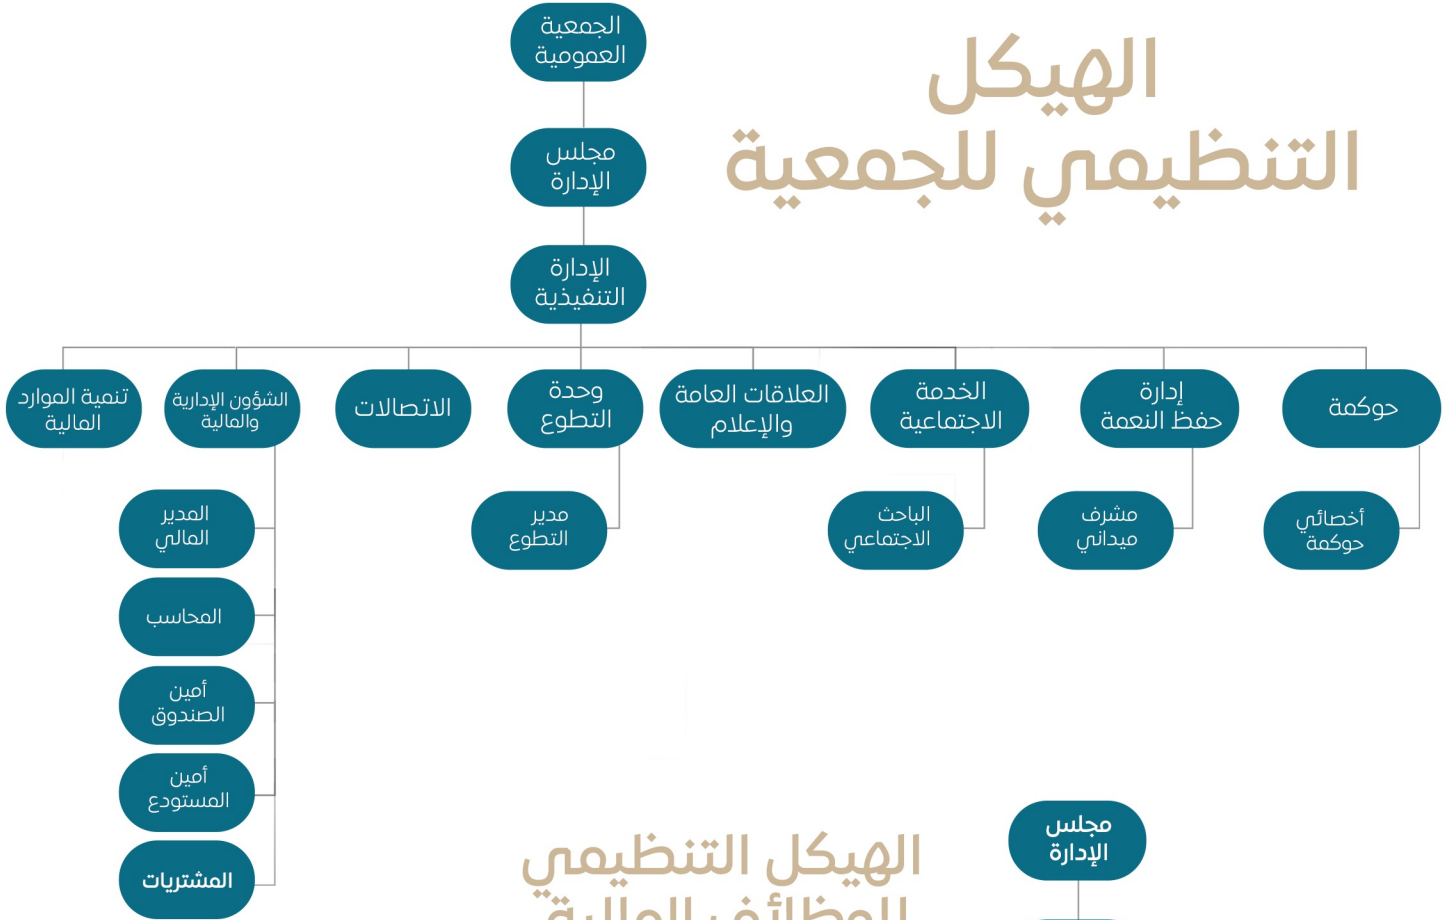 الهيكل
التنظيمي للجمعية
الجمعية
العمومية
مجلس
الإدارة
الإدارة
التنفيذية
حوكمة
إدارة
حفظ النعمة
الخدمة
الاجتماعية
العلاقات العامة
والإعلام
وحدة
التطوع
الاتصالات
الشؤون الإدارية
والمالية
تنمية الموارد
المالية
أخصائي
حوكمة
مشرف
ميداني
الباحث
الاجتماعي
مدير
التطوع
المدير
المالي
المحاسب
أمين
الصندوق
أمين
المستودع
المشتريات
الهيكل التنظيمي
للوظائف المالية
مجلس
الإدارة